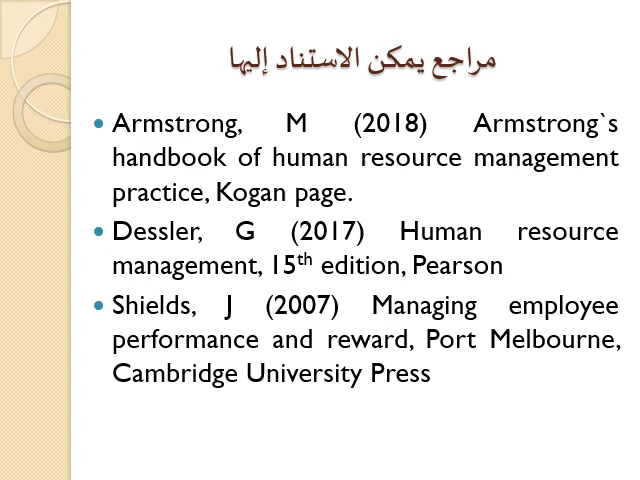 مراجع يمكن الاستناد إليها
• Armstrong, M (2018) Armstrong`s
handbook of human resource management
practice, Kogan page.
• Dessler, G (2017) Human resource
management, 15th edition, Pearson
• Shields, J (2007) Managing employee
performance and reward, Port Melbourne,
Cambridge University Press